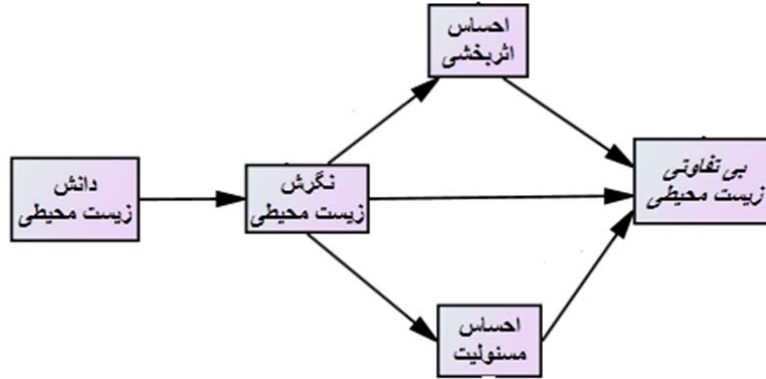 احساس
اثربخشی
دانش
زیست محیطی
نگرش
زیست محیطی
بی تفاوتی
زیست محیطی
احساس
مسئولیت